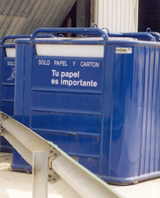 SOLO PAPEL Y CARTON
Tu papel
es importante